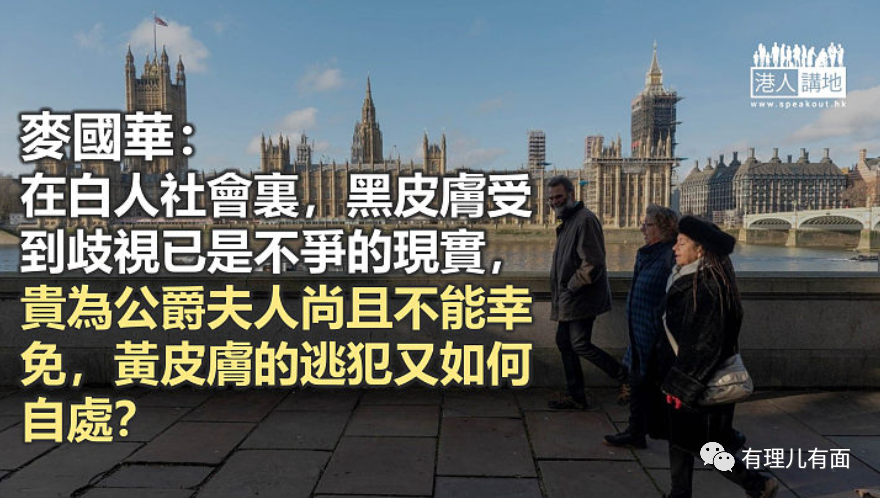 港人講地
www.speakout.hk
麥國華：
在白人社會裏，黑皮膚受
到歧視已是不爭的現實，
貴為公爵夫人尚且不能幸
免，黃皮膚的逃犯又如何
自處？
有理儿有面